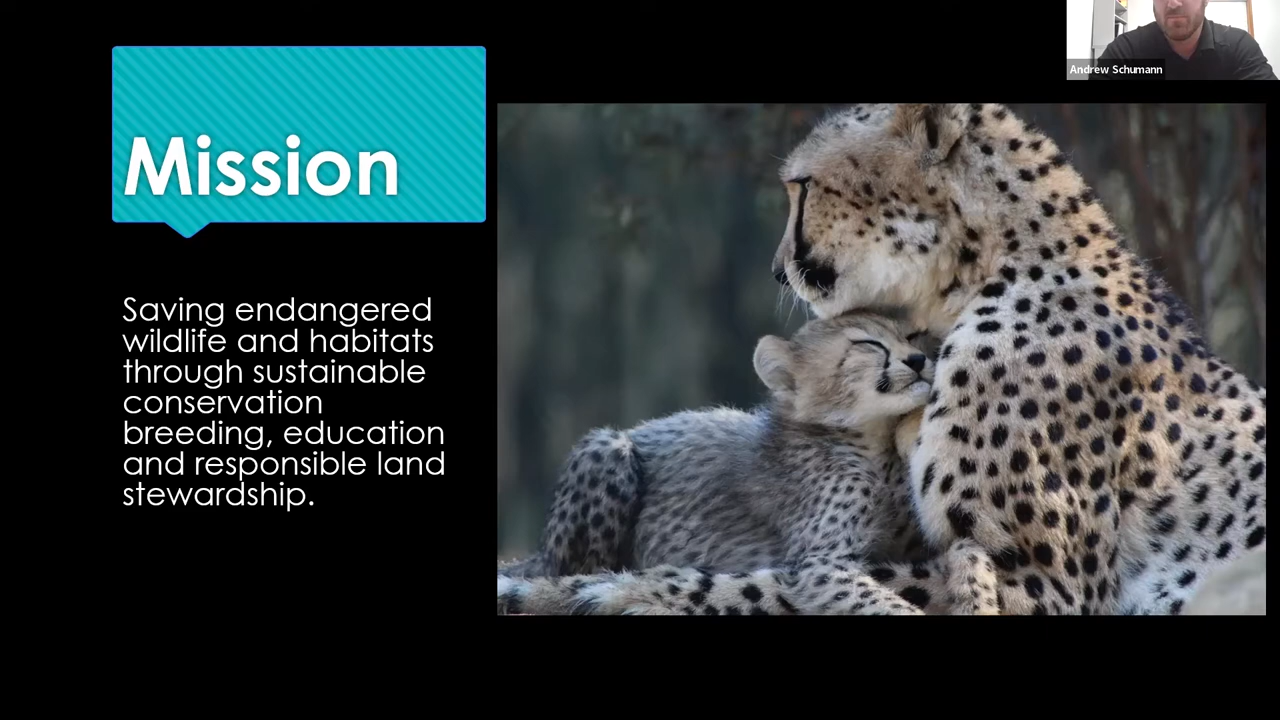 Mission
Saving endangered
wildlife and habitats
through sustainable
conservation
breeding, education
and responsible land
stewardship.
Andrew Schumann